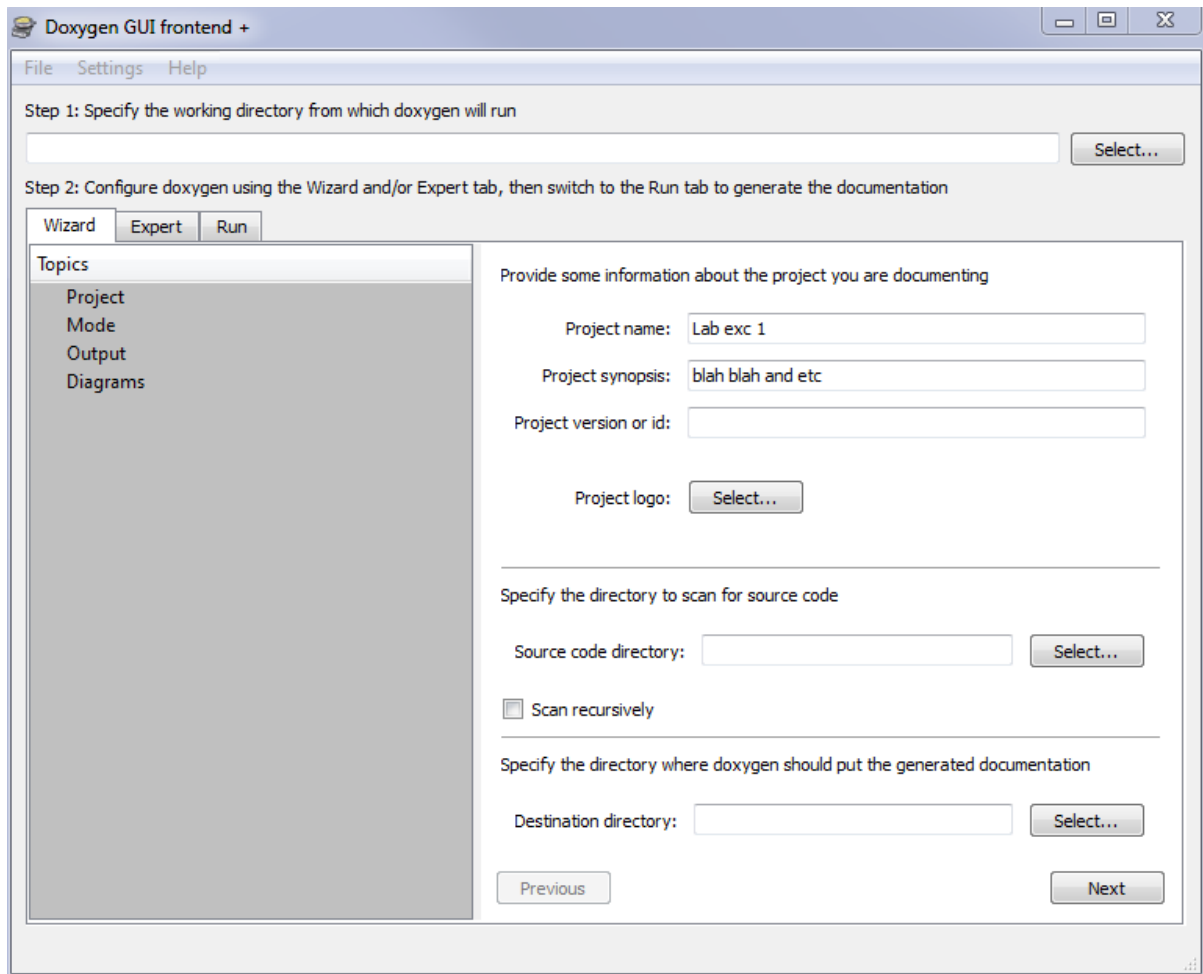 Doxygen GUI frontend +
File Settings Help
Step 1: Specify the working directory from which doxygen will run
Select...
Step 2: Configure doxygen using the Wizard and/or Expert tab, then switch to the Run tab to generate the documentation
Wizard Expert Run
Topics
Project
Mode
Output
Diagrams
Provide some information about the project you are documenting
Project name: Lab exc 1
Project synopsis: blah blah and etc
Project version or id:
Project logo: Select...
Specify the directory to scan for source code
Source code directory: Select...
Scan recursively
Specify the directory where doxygen should put the generated documentation
Destination directory: Select...
Previous Next